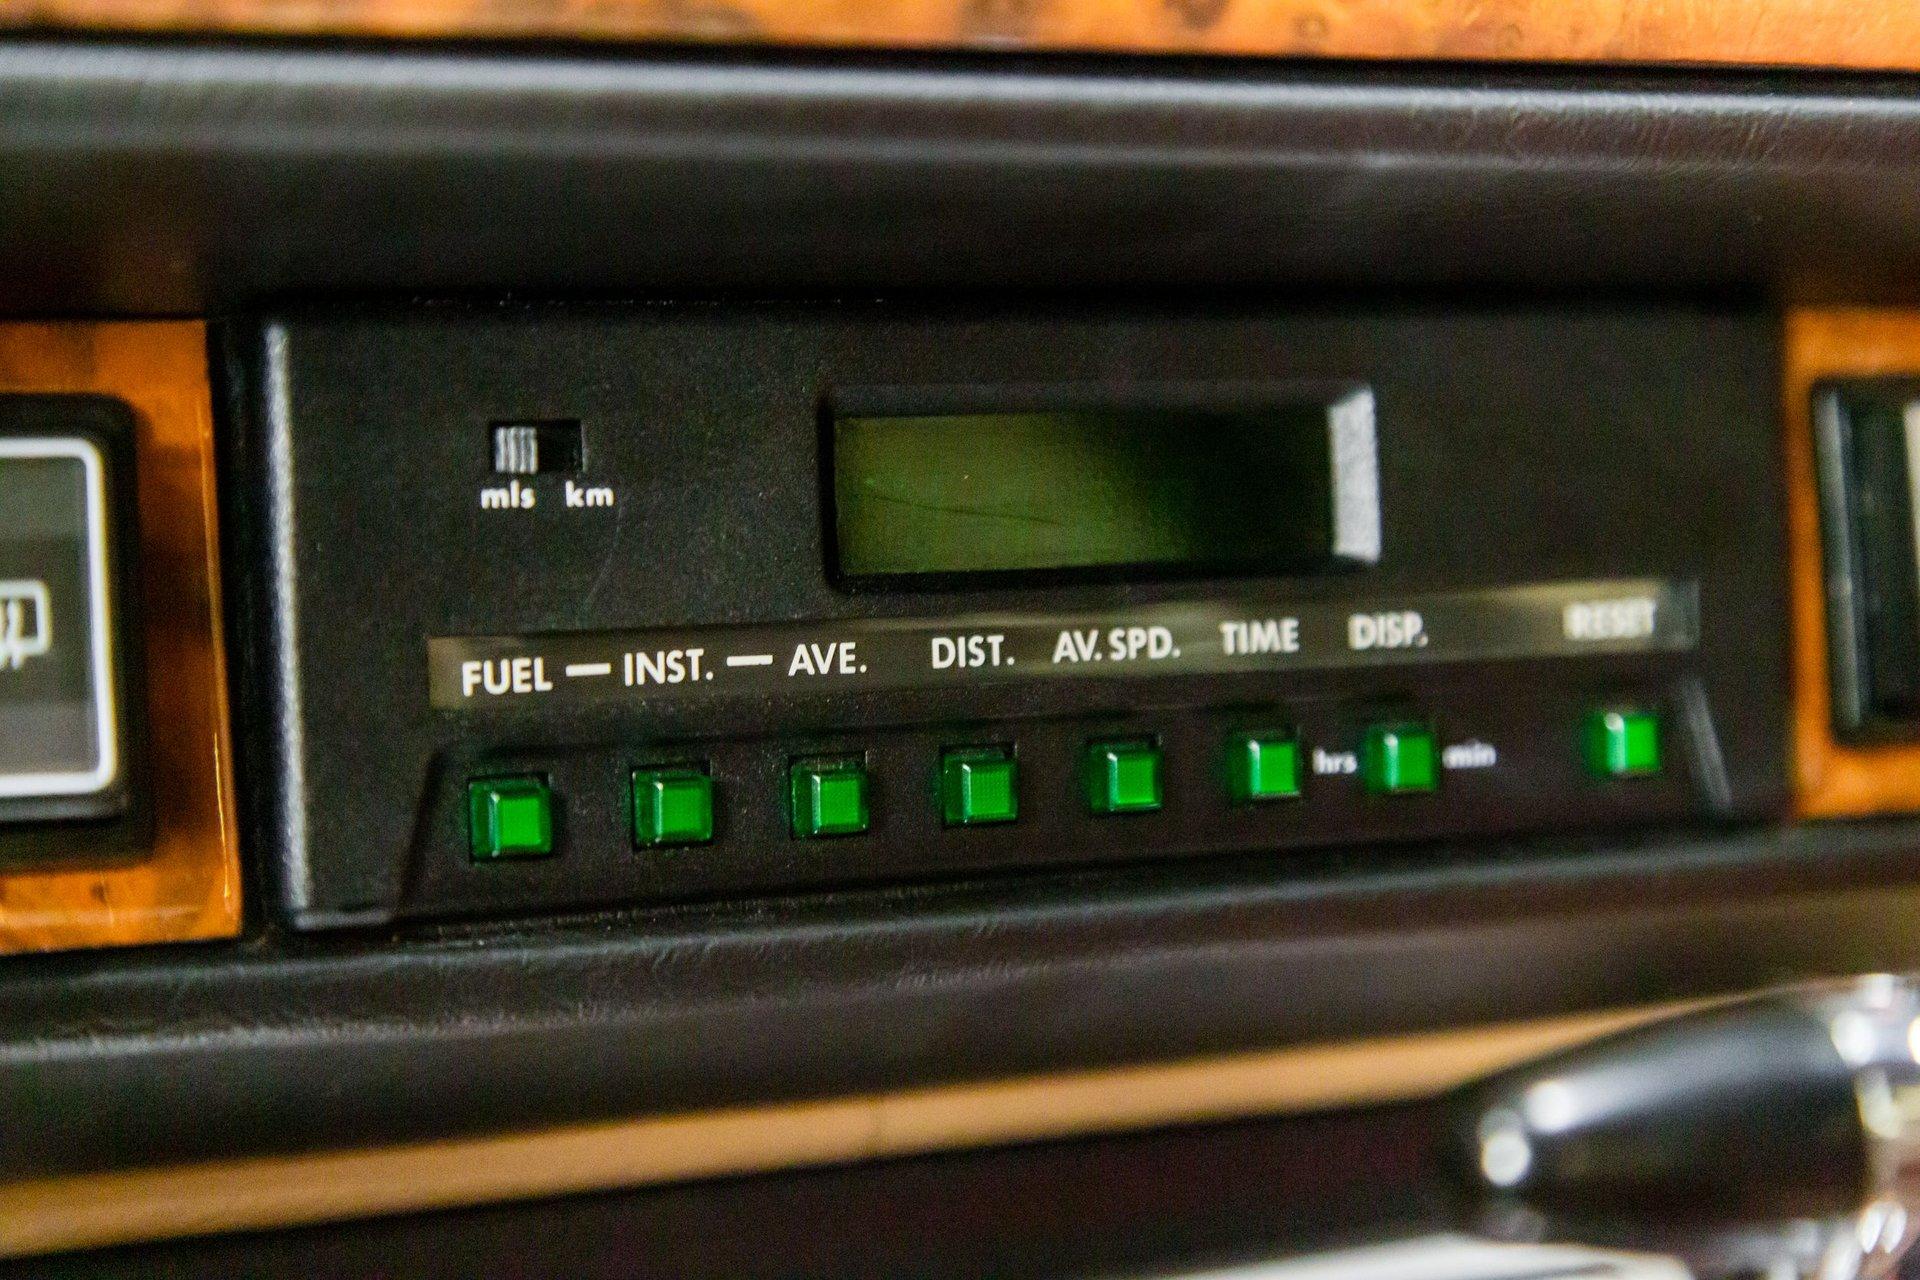 mls km
FUEL — INST. — AVE. DIST. AV. SPD. TIME DISP. RESET
hrs min